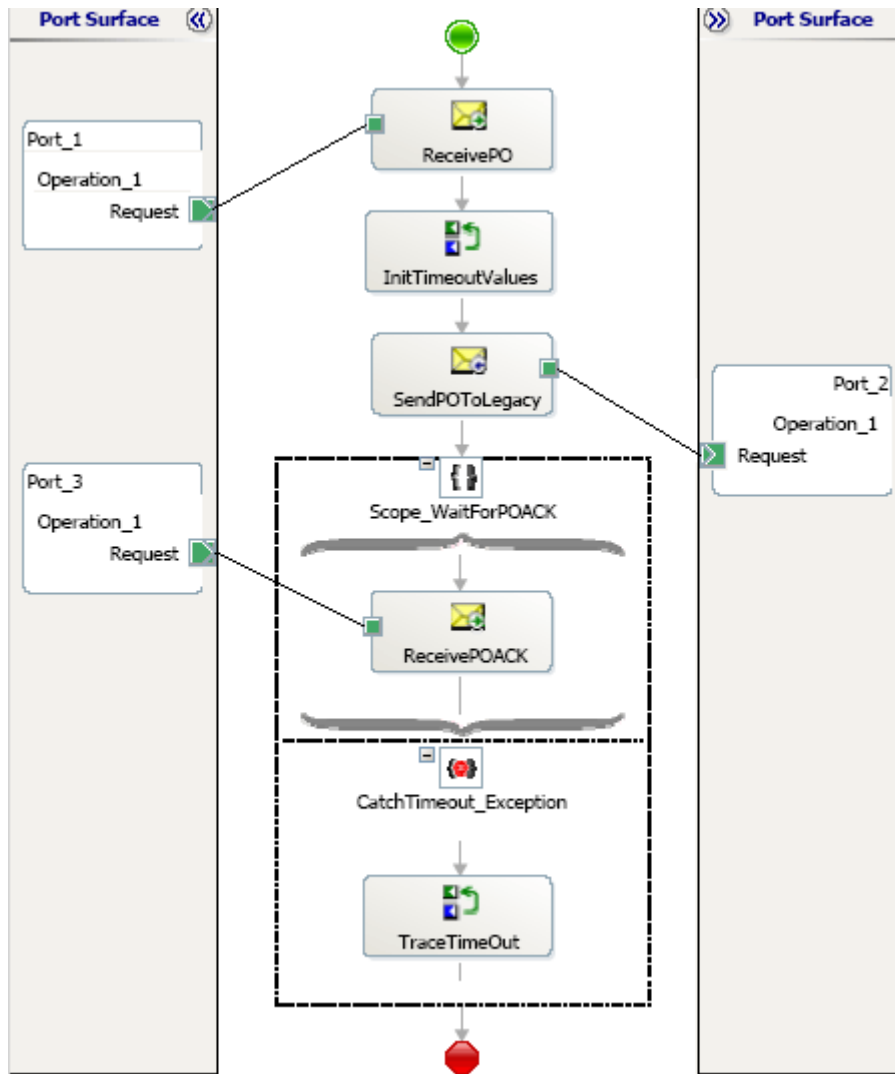 Port Surface
Port Surface
Port_1
Operation_1
Request
ReceivePO
InitTimeoutValues
SendPOToLegacy
Port_2
Operation_1
Request
Port_3
Operation_1
Request
Scope_WaitForPOACK
ReceivePOACK
CatchTimeout_Exception
TraceTimeOut